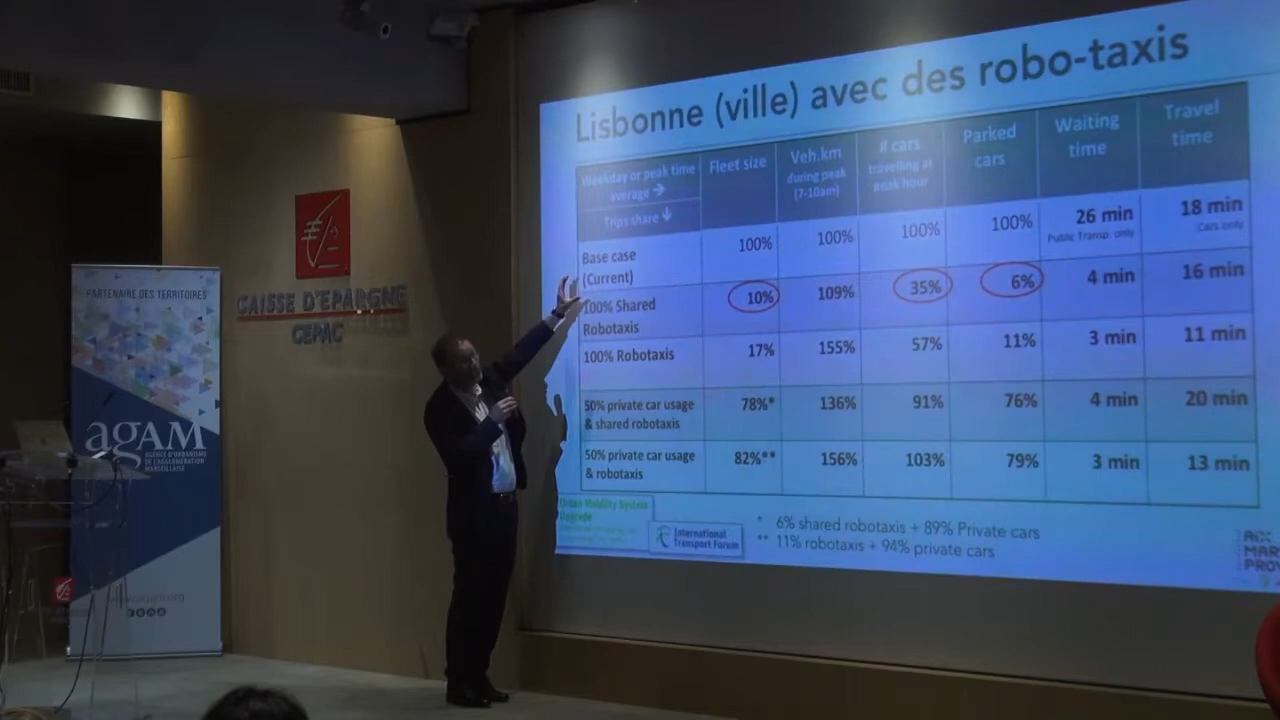 Lisbonne (ville) avec des robo-taxis
Weekday or peak time average → Fleet size Veh.km during peak (7-10am) # cars travelling at peak hour Parked cars Waiting time Travel time
Trips share ↓
Base case (Current) 100% 100% 100% 100% 26 min Public Transp. only 18 min Cars only
100% Shared Robotaxis 10% 109% 35% 6% 4 min 16 min
100% Robotaxis 17% 155% 57% 11% 3 min 11 min
50% private car usage & shared robotaxis 78%* 136% 91% 76% 4 min 20 min
50% private car usage & robotaxis 82%** 156% 103% 79% 3 min 13 min
* 6% shared robotaxis + 89% Private cars
** 11% robotaxis + 94% private cars
Urban Mobility System
Upgrade
International
Transport Forum
CAISSE D'EPARGNE
CEPAC
PARTENAIRE DES TERRITOIRES
agAM
AGENCE D'URBANISME
DE L'AGGLOMÉRATION
MARSEILLAISE